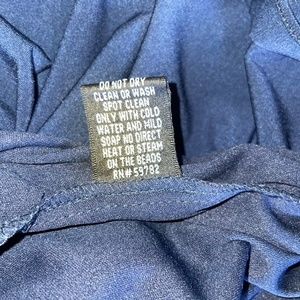 DO NOT DRY
CLEAN OR WASH
SPOT CLEAN
ONLY WITH COLD
WATER AND MILD
SOAP NO DIRECT
HEAT OR STEAM
ON THE BEADS
RN# 59782